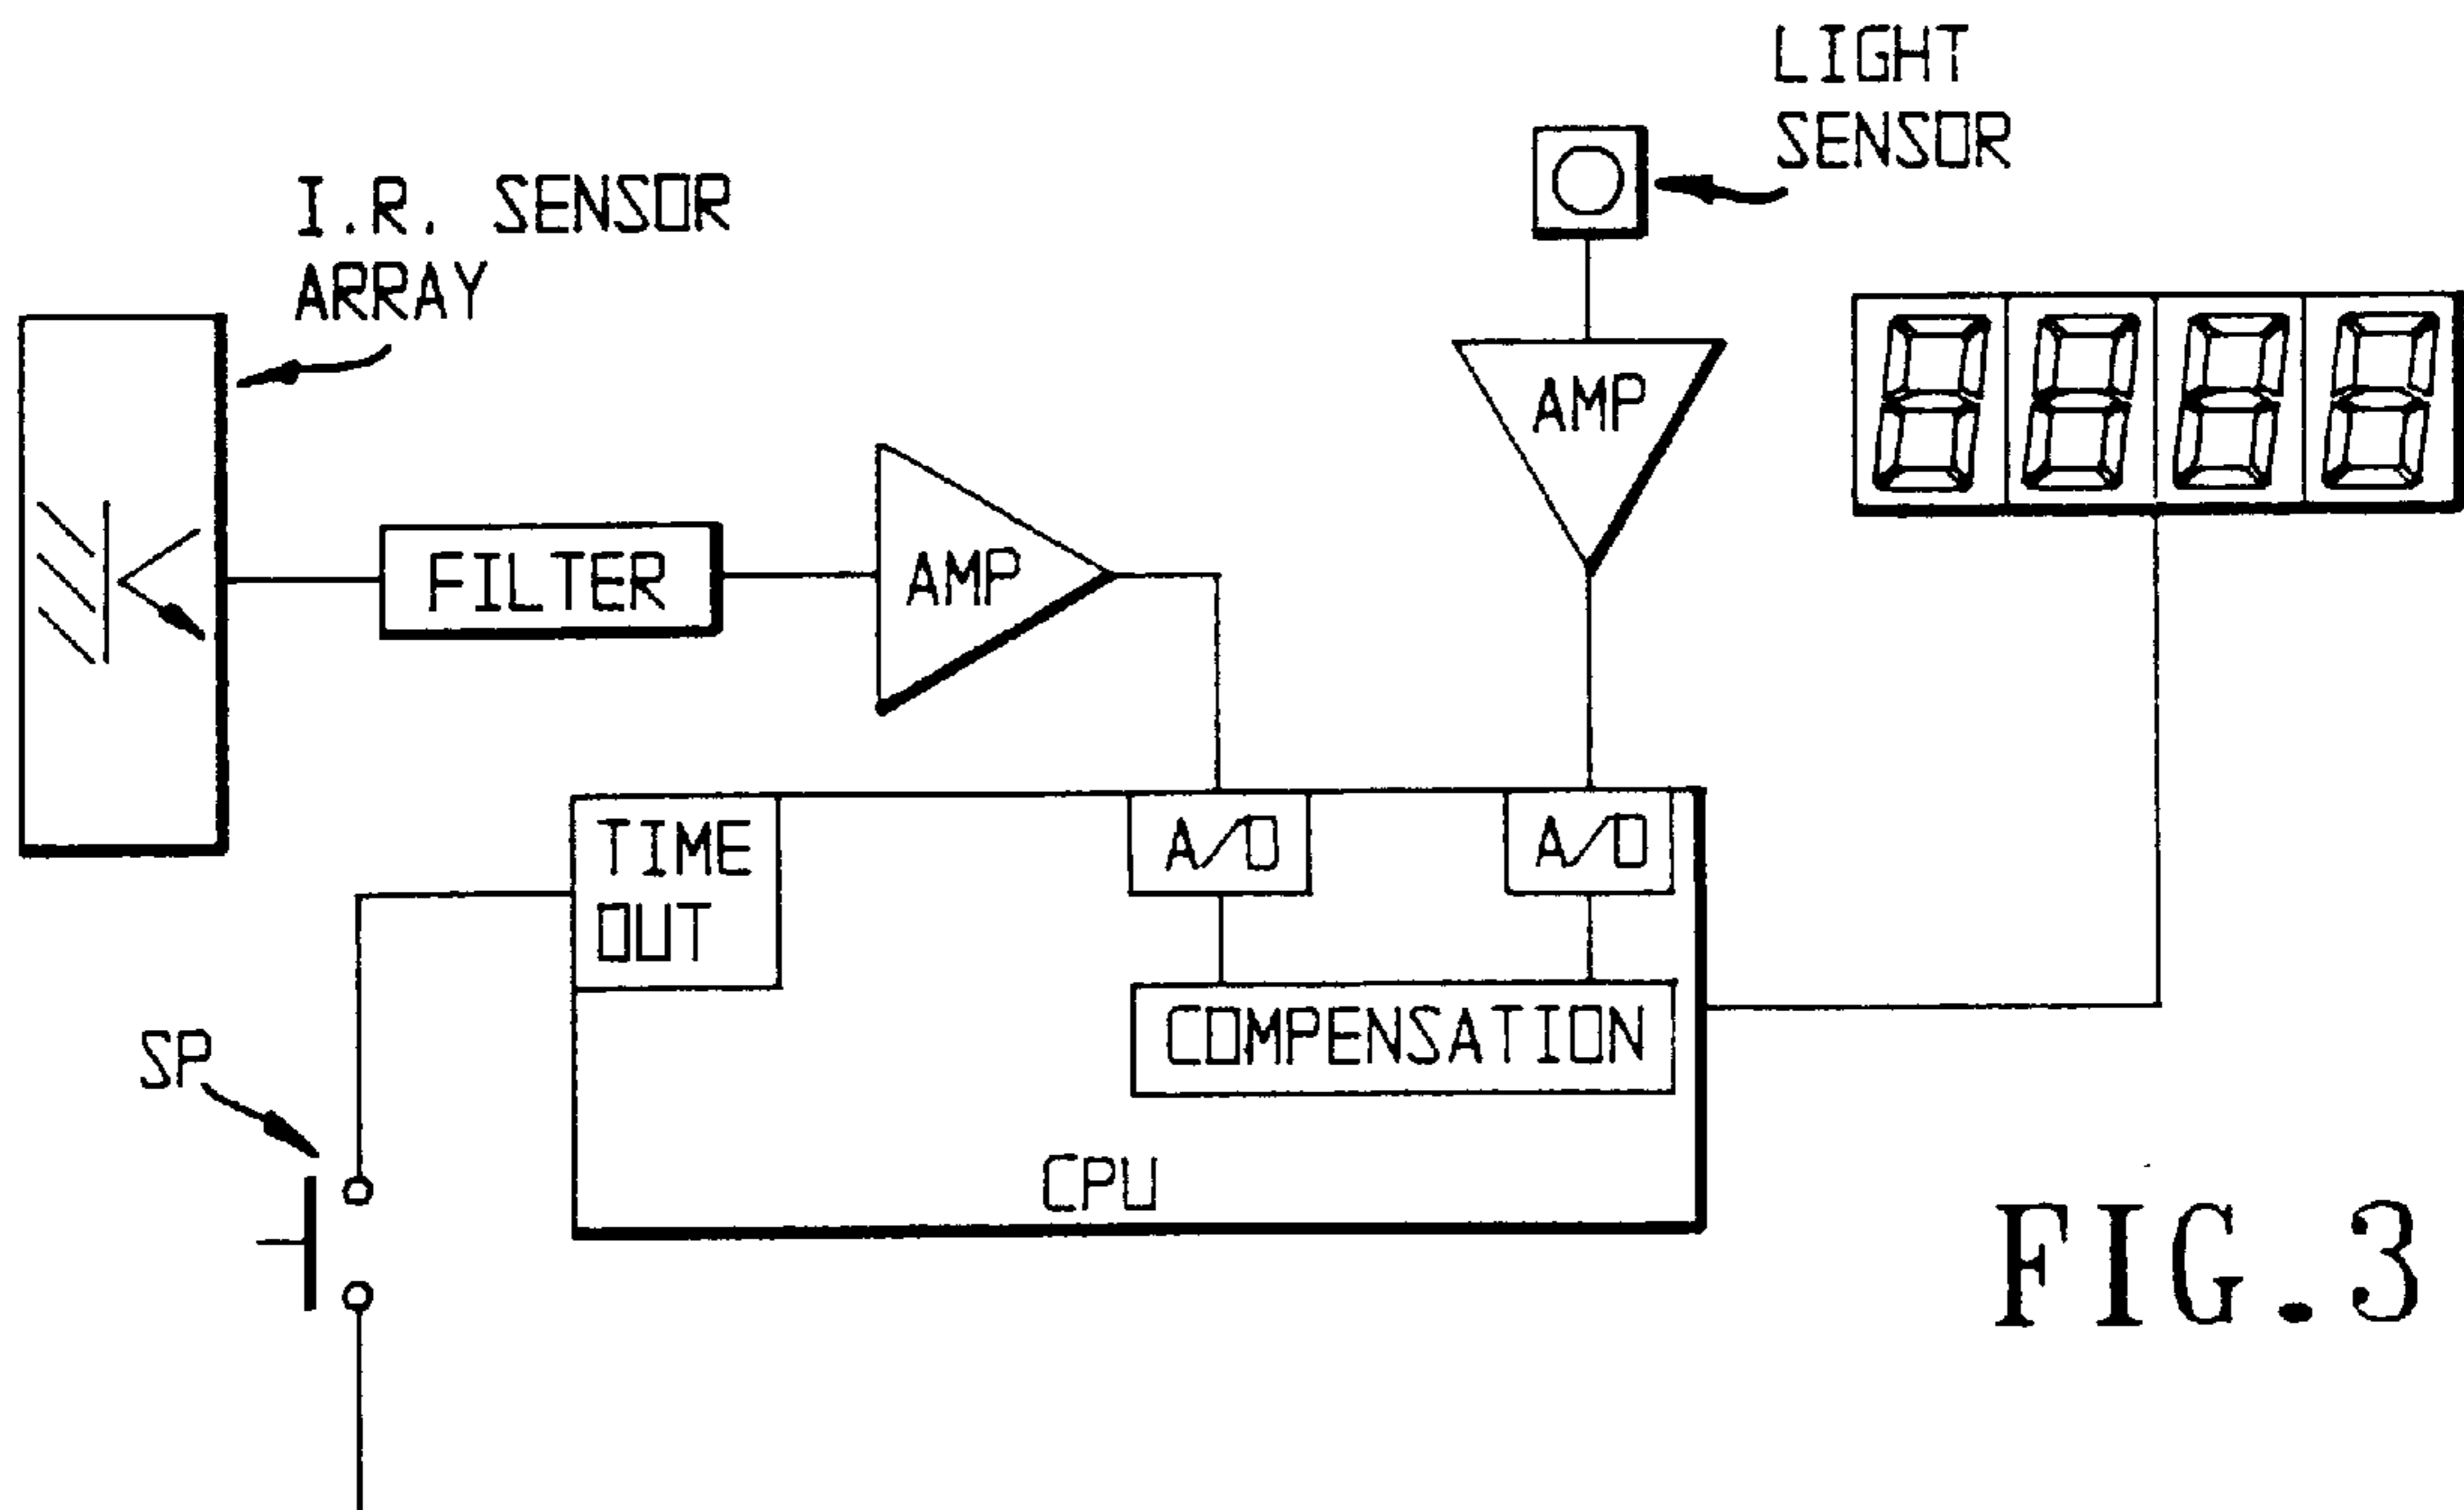 LIGHT
SENSOR
I.R. SENSOR
ARRAY
AMP
FILTER
AMP
TIME
OUT
A/D
A/D
COMPENSATION
SP
CPU
FIG.3